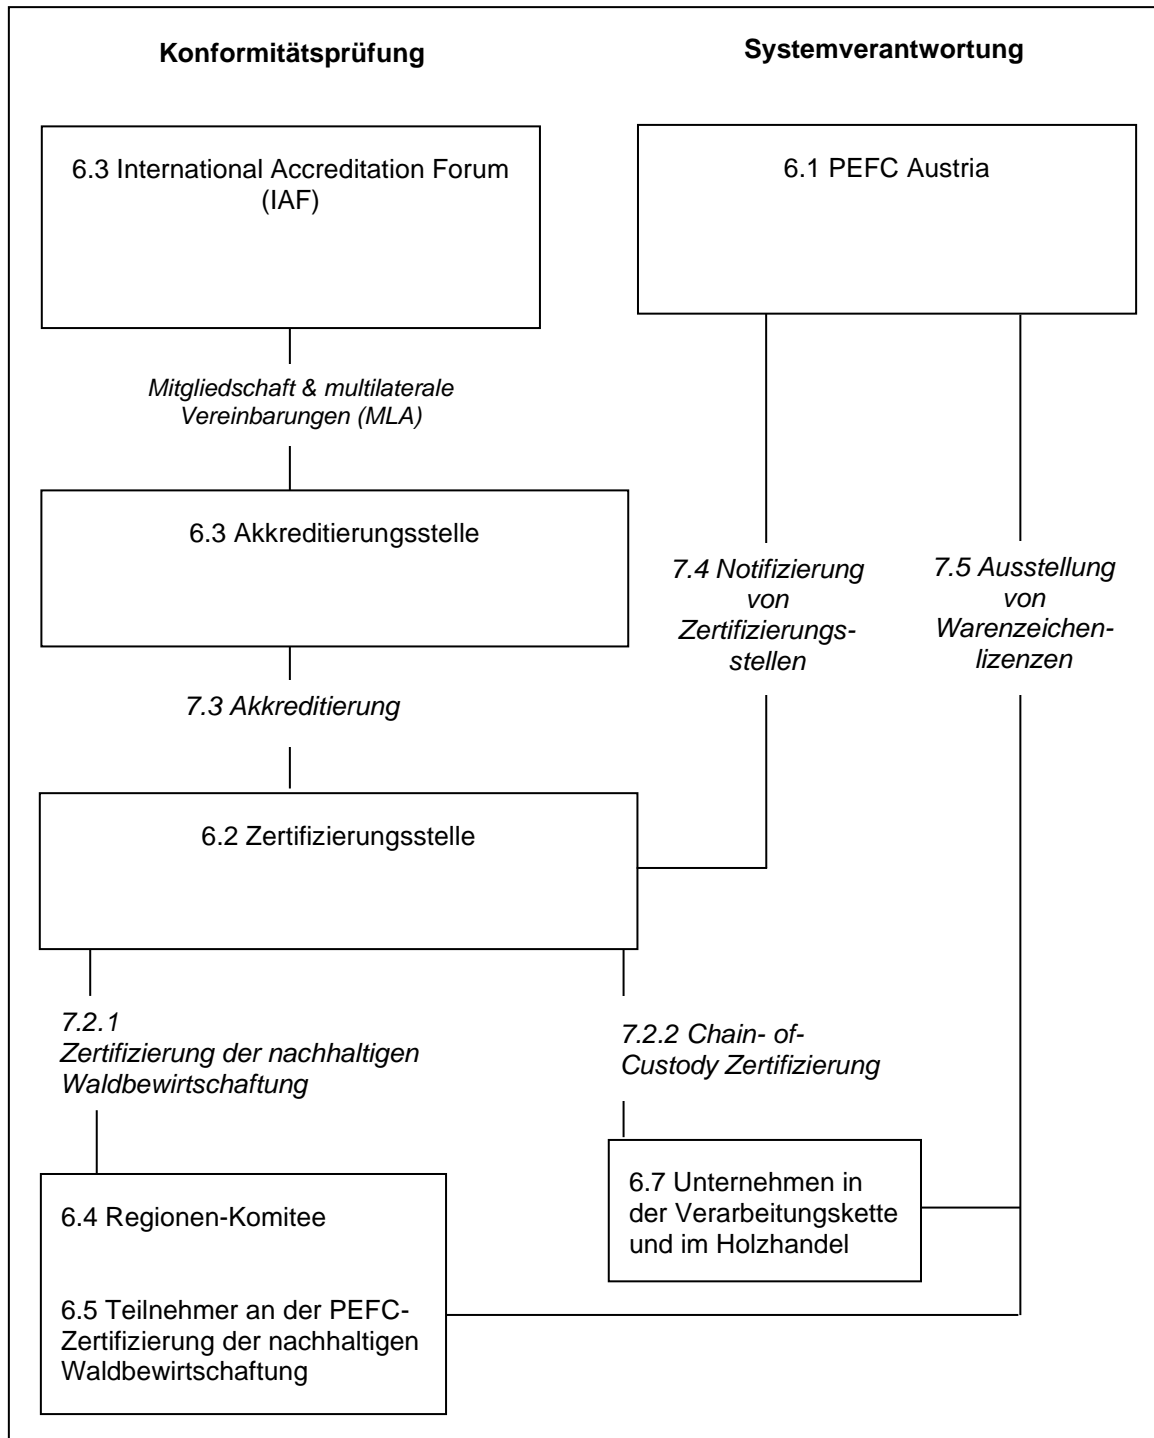 Konformitätsprüfung
Systemverantwortung
6.3 International Accreditation Forum
(IAF)
6.1 PEFC Austria
Mitgliedschaft & multilaterale
Vereinbarungen (MLA)
6.3 Akkreditierungsstelle
7.4 Notifizierung
von
Zertifizierungs-
stellen
7.5 Ausstellung
von
Warenzeichen-
lizenzen
7.3 Akkreditierung
6.2 Zertifizierungsstelle
7.2.1
Zertifizierung der nachhaltigen
Waldbewirtschaftung
7.2.2 Chain- of-
Custody Zertifizierung
6.4 Regionen-Komitee
6.5 Teilnehmer an der PEFC-
Zertifizierung der nachhaltigen
Waldbewirtschaftung
6.7 Unternehmen in
der Verarbeitungskette
und im Holzhandel